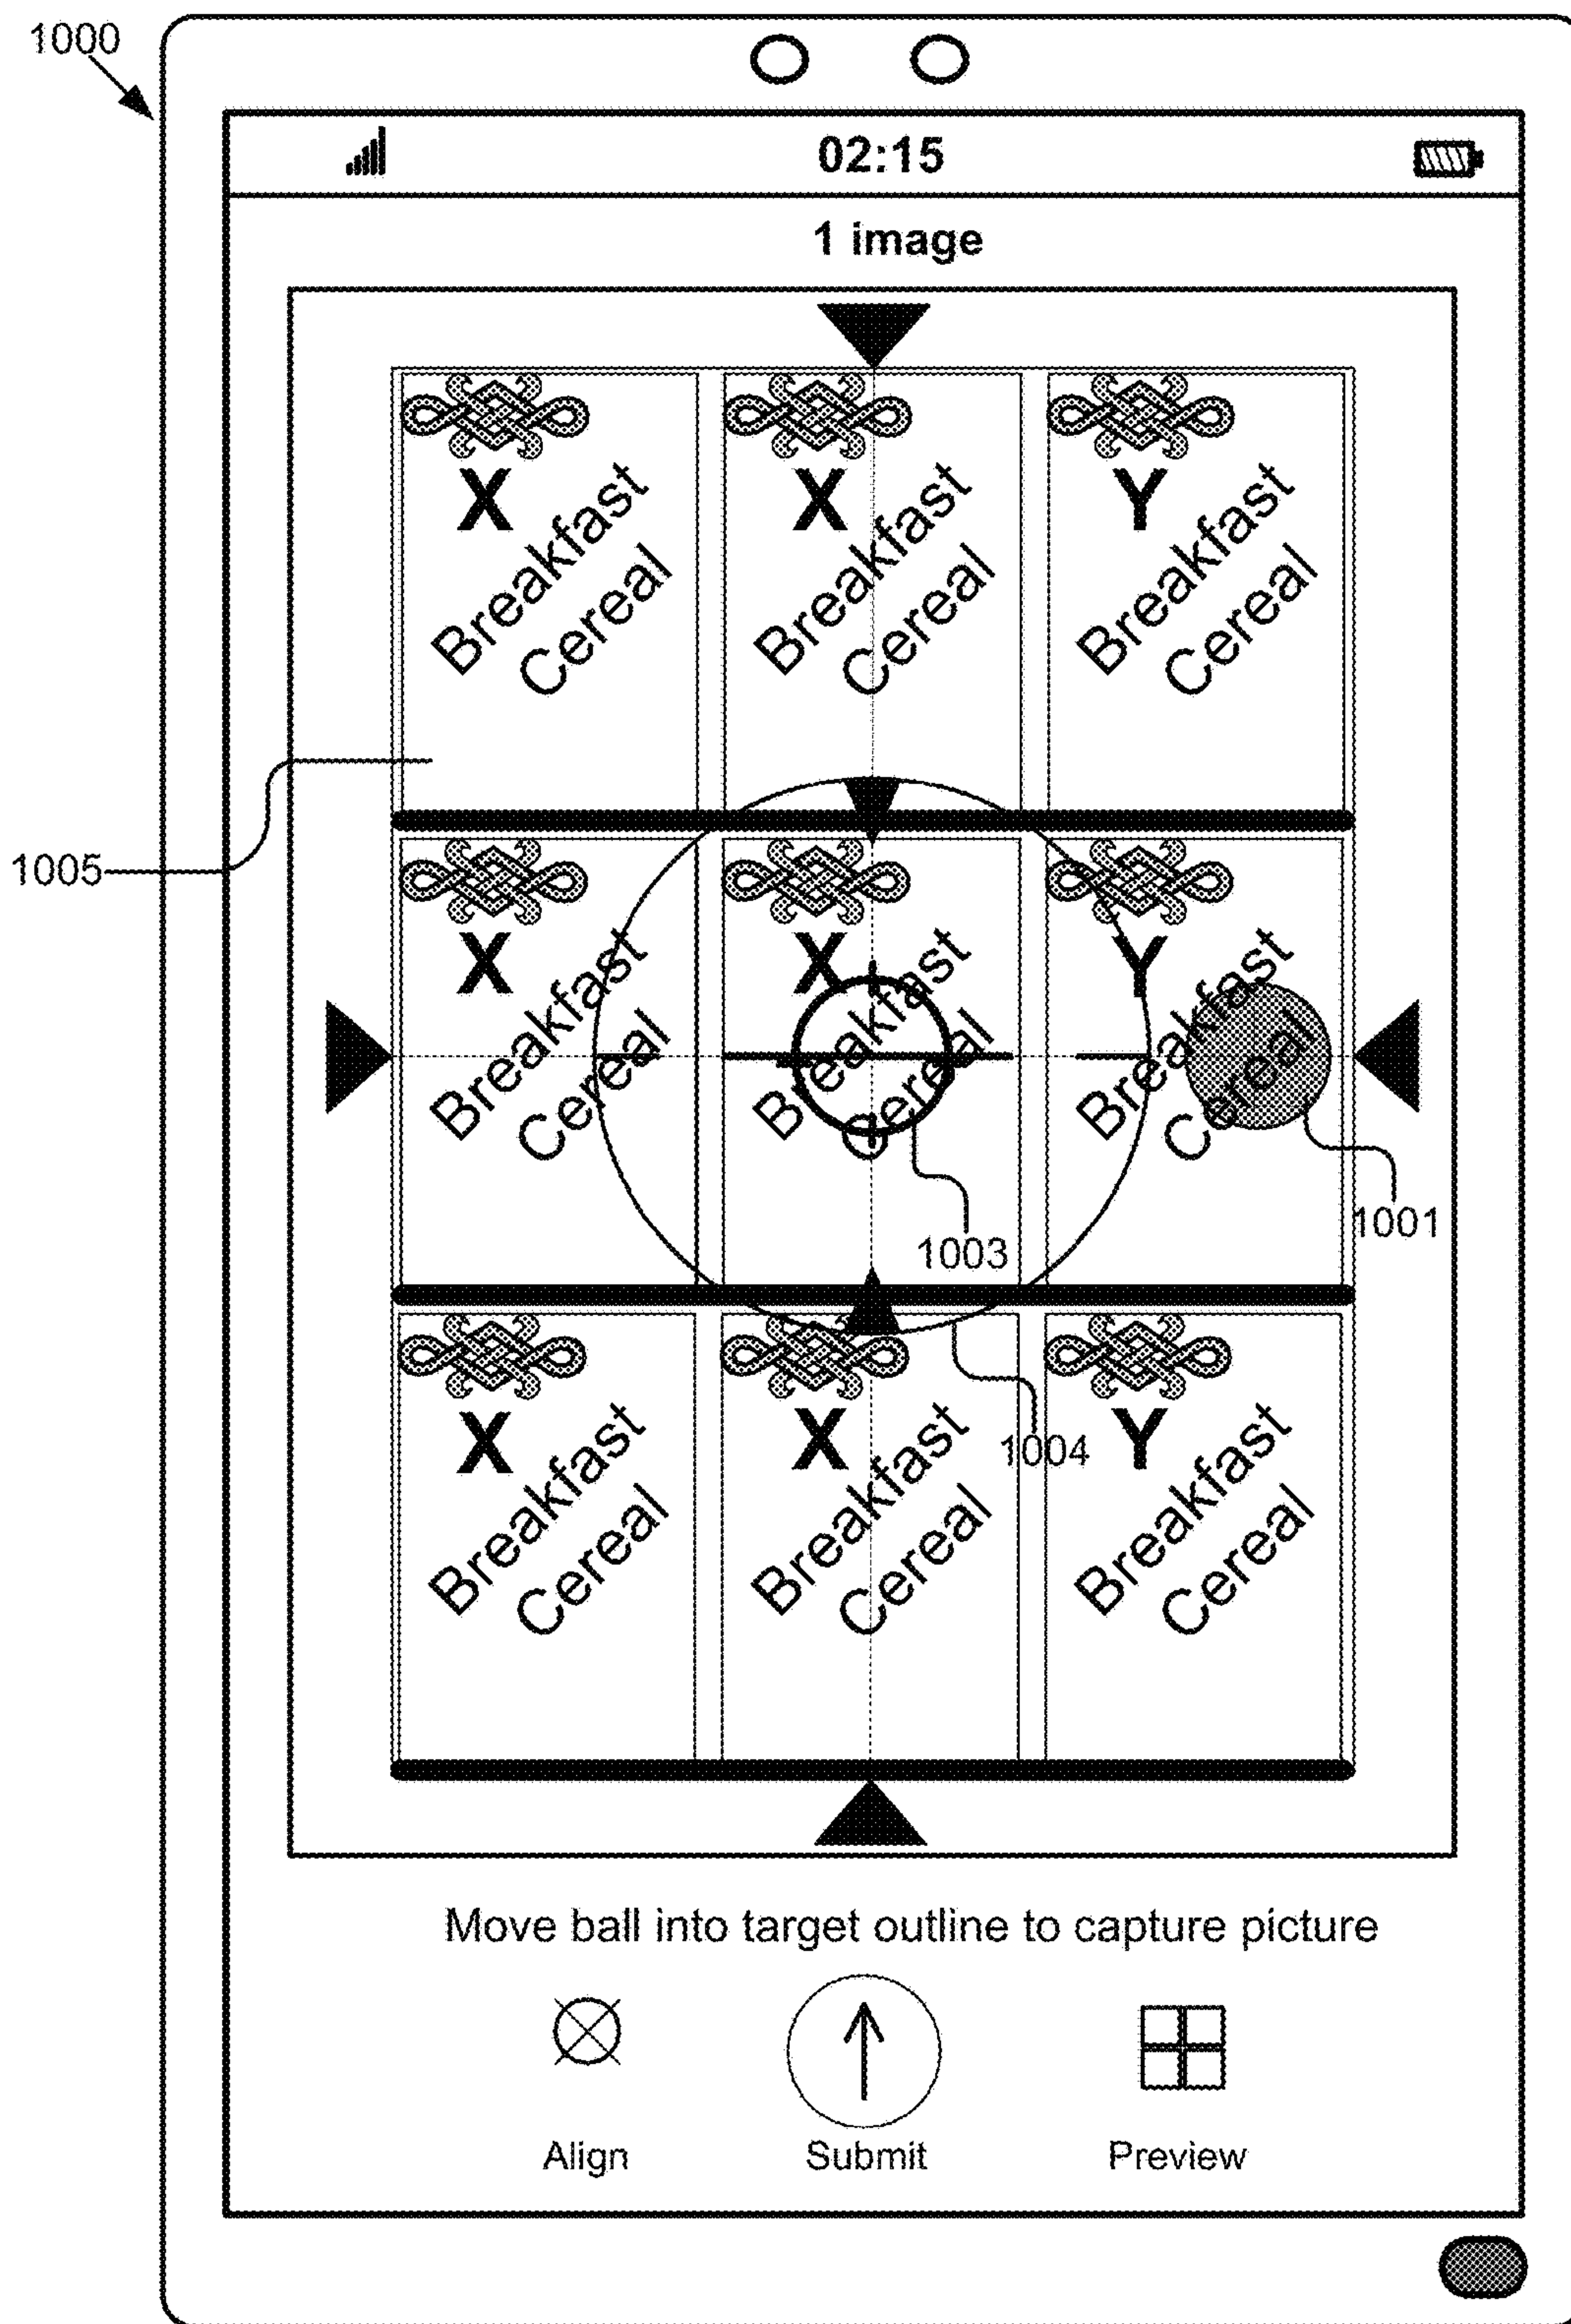 1000
02:15
1 image
X
Breakfast
Cereal
X
Breakfast
Cereal
Y
Breakfast
Cereal
1005
X
Breakfast
Cereal
X
Breakfast
Cereal
Y
Breakfast
Cereal
1003
1001
X
Breakfast
Cereal
X
Breakfast
Cereal
1004
Y
Breakfast
Cereal
Move ball into target outline to capture picture
Align
Submit
Preview